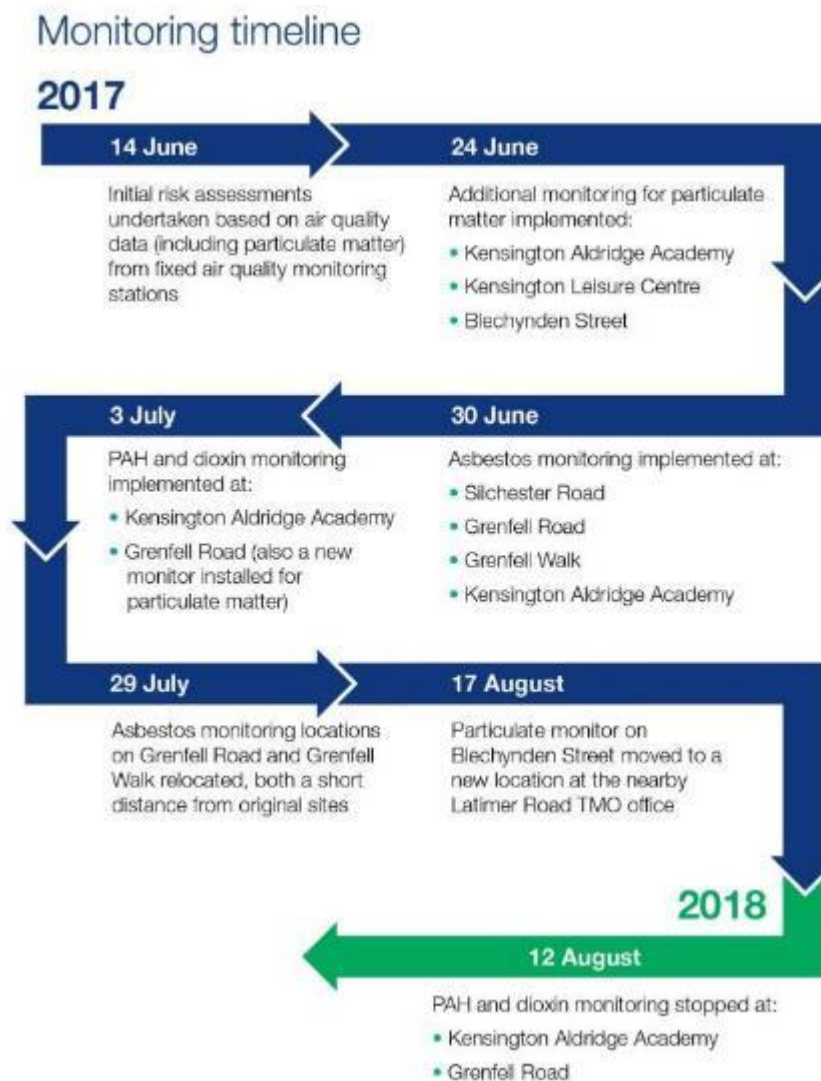 Monitoring timeline
2017
14 June
Initial risk assessments
undertaken based on air quality
data (including particulate matter)
from fixed air quality monitoring
stations
24 June
Additional monitoring for particulate
matter implemented:
• Kensington Aldridge Academy
• Kensington Leisure Centre
• Blechynden Street
30 June
Asbestos monitoring implemented at:
• Silchester Road
• Grenfell Road
• Grenfell Walk
• Kensington Aldridge Academy
3 July
PAH and dioxin monitoring
implemented at:
• Kensington Aldridge Academy
• Grenfell Road (also a new
monitor installed for
particulate matter)
29 July
Asbestos monitoring locations
on Grenfell Road and Grenfell
Walk relocated, both a short
distance from original sites
17 August
Particulate monitor on
Blechynden Street moved to a
new location at the nearby
Latimer Road TMO office
2018
12 August
PAH and dioxin monitoring stopped at:
• Kensington Aldridge Academy
• Grenfell Road